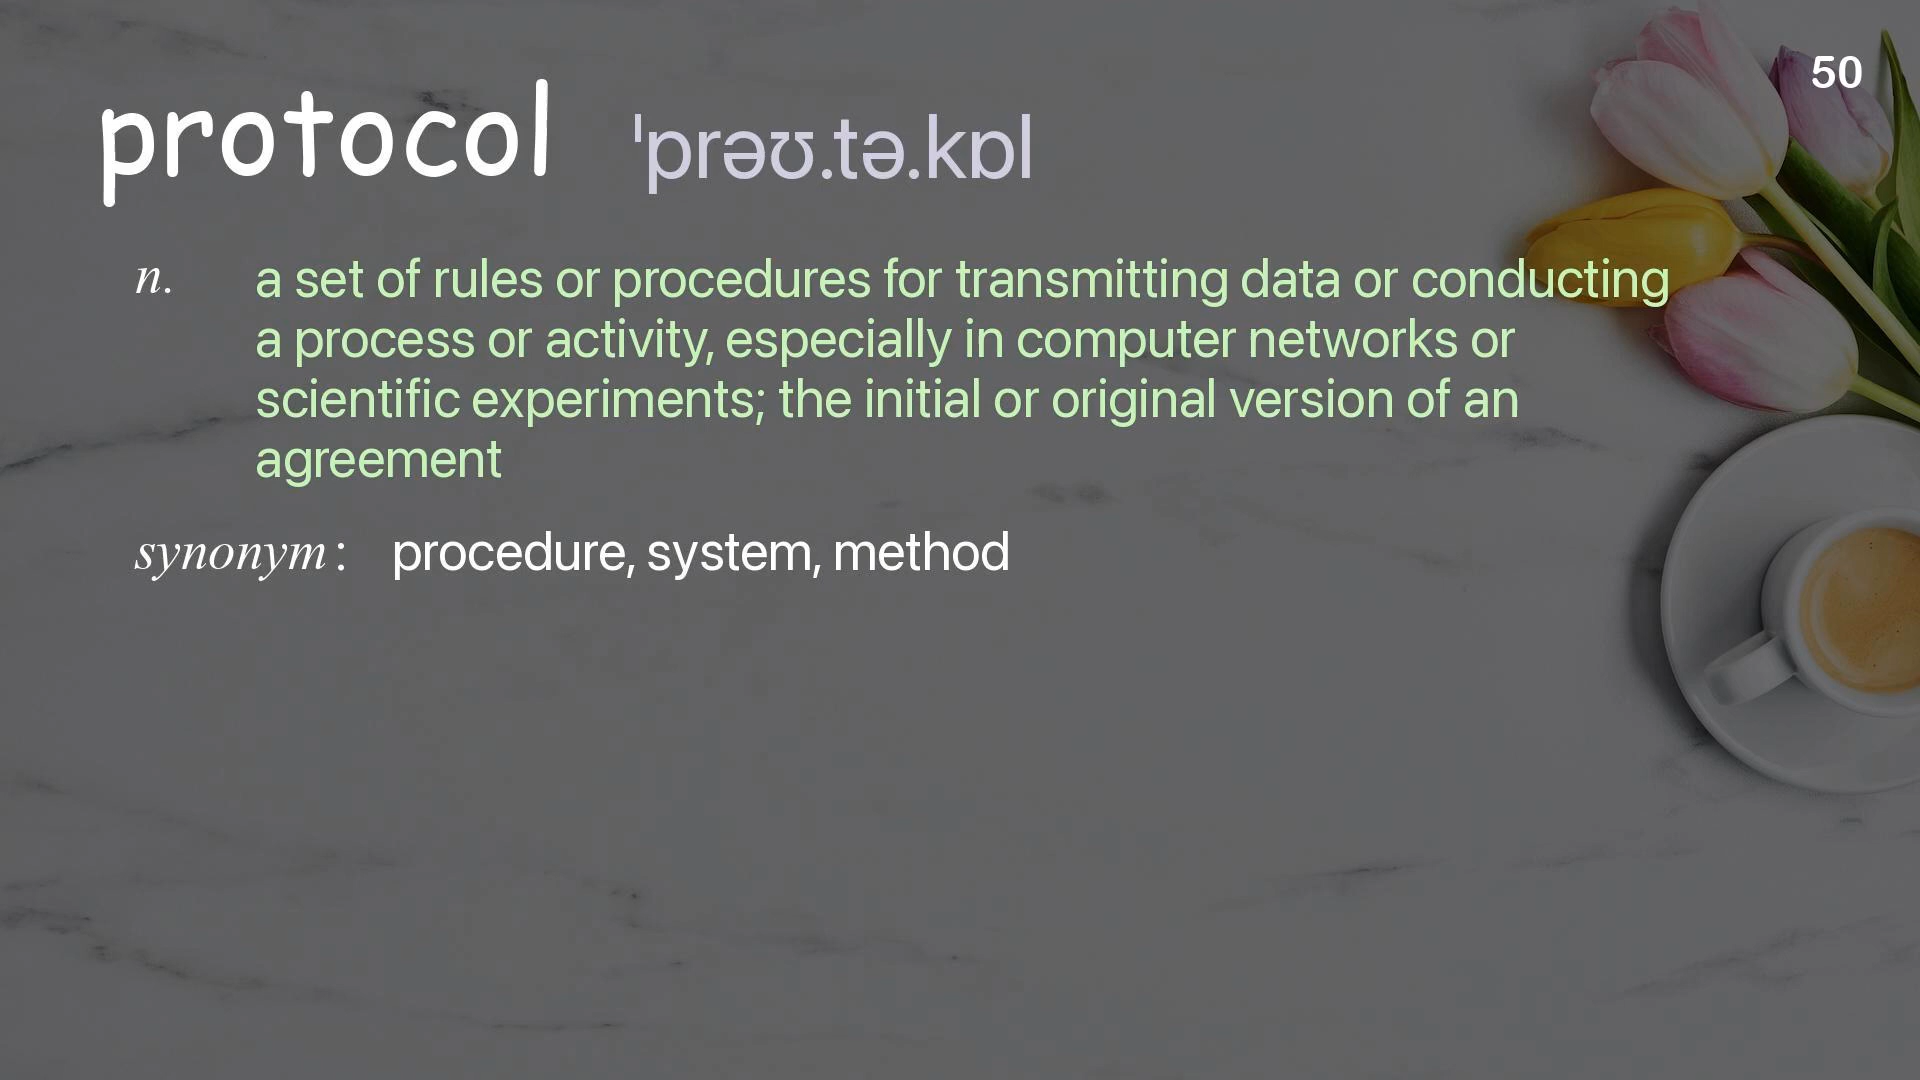 50
protocol ˈprəʊ.tə.kɒl
n. a set of rules or procedures for transmitting data or conducting
a process or activity, especially in computer networks or
scientific experiments; the initial or original version of an
agreement
synonym: procedure, system, method